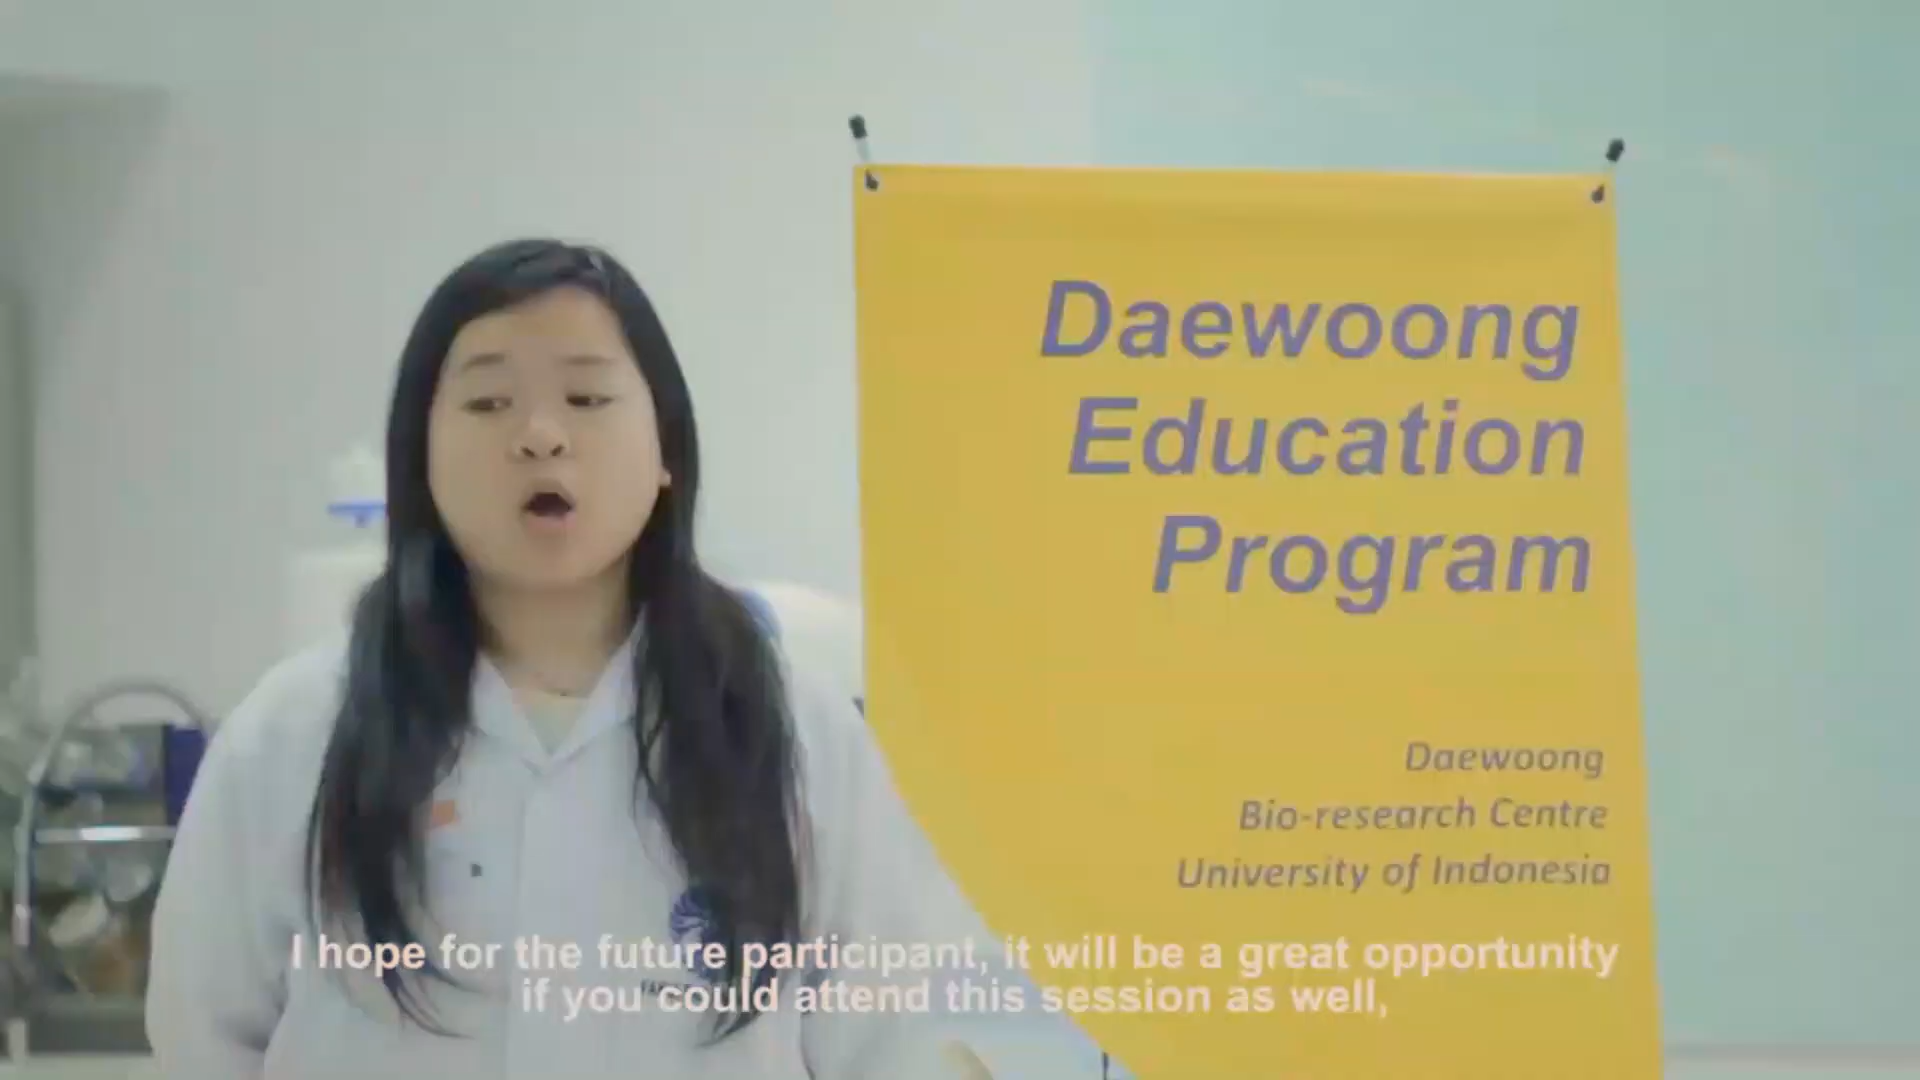 Daewoong
Education
Program
Daewoong
Bio-research Centre
University of Indonesia
I hope for the future participant, it will be a great opportunity
if you could attend this session as well,